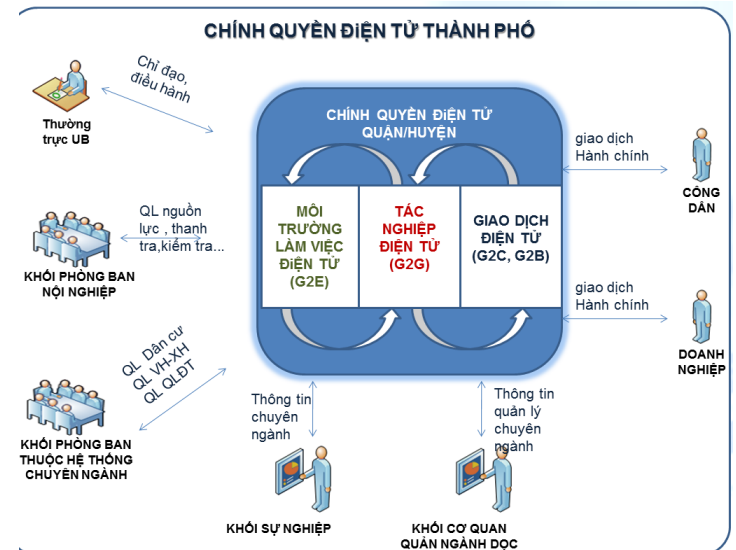 CHÍNH QUYỀN ĐiỆN TỬ THÀNH PHỐ
Chỉ đạo,
điều hành
Thường
trực UB
CHÍNH QUYỀN ĐiỆN TỬ
QUẬN/HUYỆN
giao dịch
Hành chính
CÔNG
DÂN
QL nguồn
lực , thanh
tra,kiểm tra...
KHỐI PHÒNG BAN
NỘI NGHIỆP
MÔI
TRƯỜNG
LÀM VIỆC
ĐiỆN TỬ
(G2E)
TÁC
NGHIỆP
ĐIỆN TỬ
(G2G)
GIAO DỊCH
ĐIỆN TỬ
(G2C, G2B)
giao dịch
Hành chính
DOANH
NGHIỆP
QL Dân cư
QL VH-XH
QL QLĐT
KHỐI PHÒNG BAN
THUỘC HỆ THỐNG
CHUYÊN NGÀNH
Thông tin
chuyên
ngành
KHỐI SỰ NGHIỆP
Thông tin
quản lý
chuyên
ngành
KHỐI CƠ QUAN
QUẢN NGÀNH DỌC